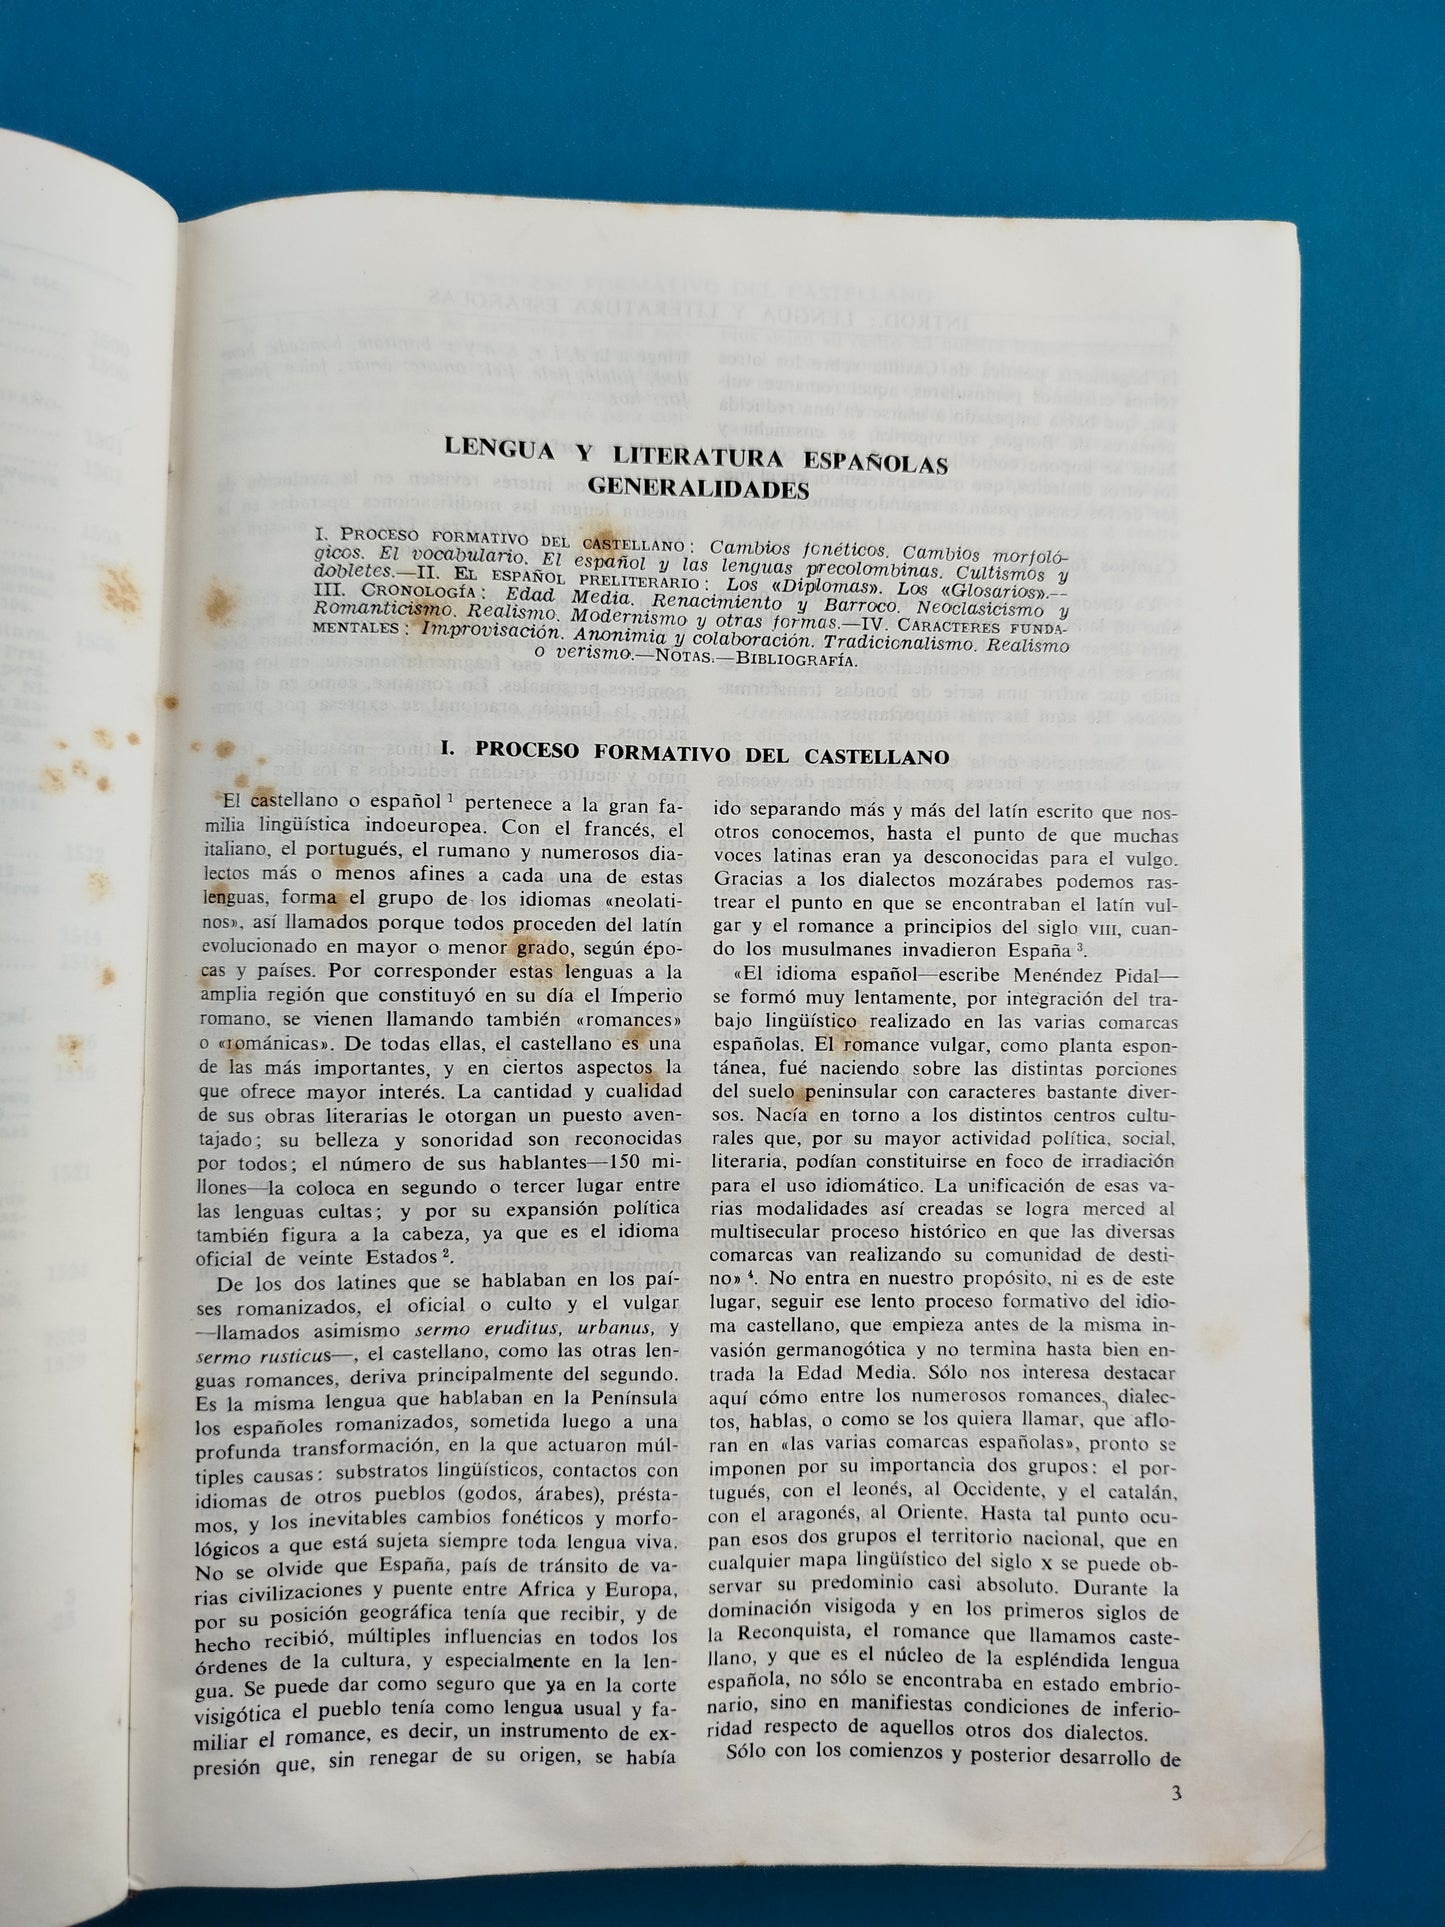 LENGUA Y LITERATURA ESPAÑOLAS
GENERALIDADES
I. PROCESO FORMATIVO DEL CASTELLANO: Cambios fonéticos. Cambios morfoló-
gicos. El vocabulario. El español y las lenguas precolombinas. Cultismos y
dobletes.—II. EL ESPAÑOL PRELITERARIO: Los «Diplomas». Los «Glosarios».--
III. CRONOLOGÍA: Edad Media. Renacimiento y Barroco. Neoclasicismo y
Romanticismo. Realismo. Modernismo y otras formas.—IV. CARACTERES FUNDA-
MENTALES: Improvisación. Anonimia y colaboración. Tradicionalismo. Realismo
o verismo.—NOTAS.—BIBLIOGRAFÍA.
I. PROCESO FORMATIVO DEL CASTELLANO
El castellano o español ¹ pertenece a la gran fa-
milia lingüística indoeuropea. Con el francés, el
italiano, el portugués, el rumano y numerosos dia-
lectos más o menos afines a cada una de estas
lenguas, forma el grupo de los idiomas «neolati-
nos», así llamados porque todos proceden del latín
evolucionado en mayor o menor grado, según épo-
cas y países. Por corresponder estas lenguas a la
amplia región que constituyó en su día el Imperio
romano, se vienen llamando también «romances»
o «románicas». De todas ellas, el castellano es una
de las más importantes, y en ciertos aspectos la
que ofrece mayor interés. La cantidad y cualidad
de sus obras literarias le otorgan un puesto aven-
tajado; su belleza y sonoridad son reconocidas
por todos; el número de sus hablantes—150 mi-
llones—la coloca en segundo o tercer lugar entre
las lenguas cultas; y por su expansión política
también figura a la cabeza, ya que es el idioma
oficial de veinte Estados ².
De los dos latines que se hablaban en los paí-
ses romanizados, el oficial o culto y el vulgar
—llamados asimismo sermo eruditus, urbanus, y
sermo rusticus—, el castellano, como las otras len-
guas romances, deriva principalmente del segundo.
Es la misma lengua que hablaban en la Península
los españoles romanizados, sometida luego a una
profunda transformación, en la que actuaron múl-
tiples causas: substratos lingüísticos, contactos con
idiomas de otros pueblos (godos, árabes), présta-
mos, y los inevitables cambios fonéticos y morfo-
lógicos a que está sujeta siempre toda lengua viva.
No se olvide que España, país de tránsito de va-
rias civilizaciones y puente entre Africa y Europa,
por su posición geográfica tenía que recibir, y de
hecho recibió, múltiples influencias en todos los
órdenes de la cultura, y especialmente en la len-
gua. Se puede dar como seguro que ya en la corte
visigótica el pueblo tenía como lengua usual y fa-
miliar el romance, es decir, un instrumento de ex-
presión que, sin renegar de su origen, se había
ido separando más y más del latín escrito que nos-
otros conocemos, hasta el punto de que muchas
voces latinas eran ya desconocidas para el vulgo.
Gracias a los dialectos mozárabes podemos ras-
trear el punto en que se encontraban el latín vul-
gar y el romance a principios del siglo VIII, cuan-
do los musulmanes invadieron España ³.
«El idioma español—escribe Menéndez Pidal—
se formó muy lentamente, por integración del tra-
bajo lingüístico realizado en las varias comarcas
españolas. El romance vulgar, como planta espon-
tánea, fué naciendo sobre las distintas porciones
del suelo peninsular con caracteres bastante diver-
sos. Nacía en torno a los distintos centros cultu-
rales que, por su mayor actividad política, social,
literaria, podían constituirse en foco de irradiación
para el uso idiomático. La unificación de esas va-
rias modalidades así creadas se logra merced al
multisecular proceso histórico en que las diversas
comarcas van realizando su comunidad de desti-
no» ⁴. No entra en nuestro propósito, ni es de este
lugar, seguir ese lento proceso formativo del idio-
ma castellano, que empieza antes de la misma in-
vasión germanogótica y no termina hasta bien en-
trada la Edad Media. Sólo nos interesa destacar
aquí cómo entre los numerosos romances, dialec-
tos, hablas, o como se los quiera llamar, que aflo-
ran en «las varias comarcas españolas», pronto se
imponen por su importancia dos grupos: el por-
tugués, con el leonés, al Occidente, y el catalán,
con el aragonés, al Oriente. Hasta tal punto ocu-
pan esos dos grupos el territorio nacional, que en
cualquier mapa lingüístico del siglo X se puede ob-
servar su predominio casi absoluto. Durante la
dominación visigoda y en los primeros siglos de
la Reconquista, el romance que llamamos caste-
llano, y que es el núcleo de la espléndida lengua
española, no sólo se encontraba en estado embrio-
nario, sino en manifiestas condiciones de inferio-
ridad respecto de aquellos otros dos dialectos.
Sólo con los comienzos y posterior desarrollo de
3